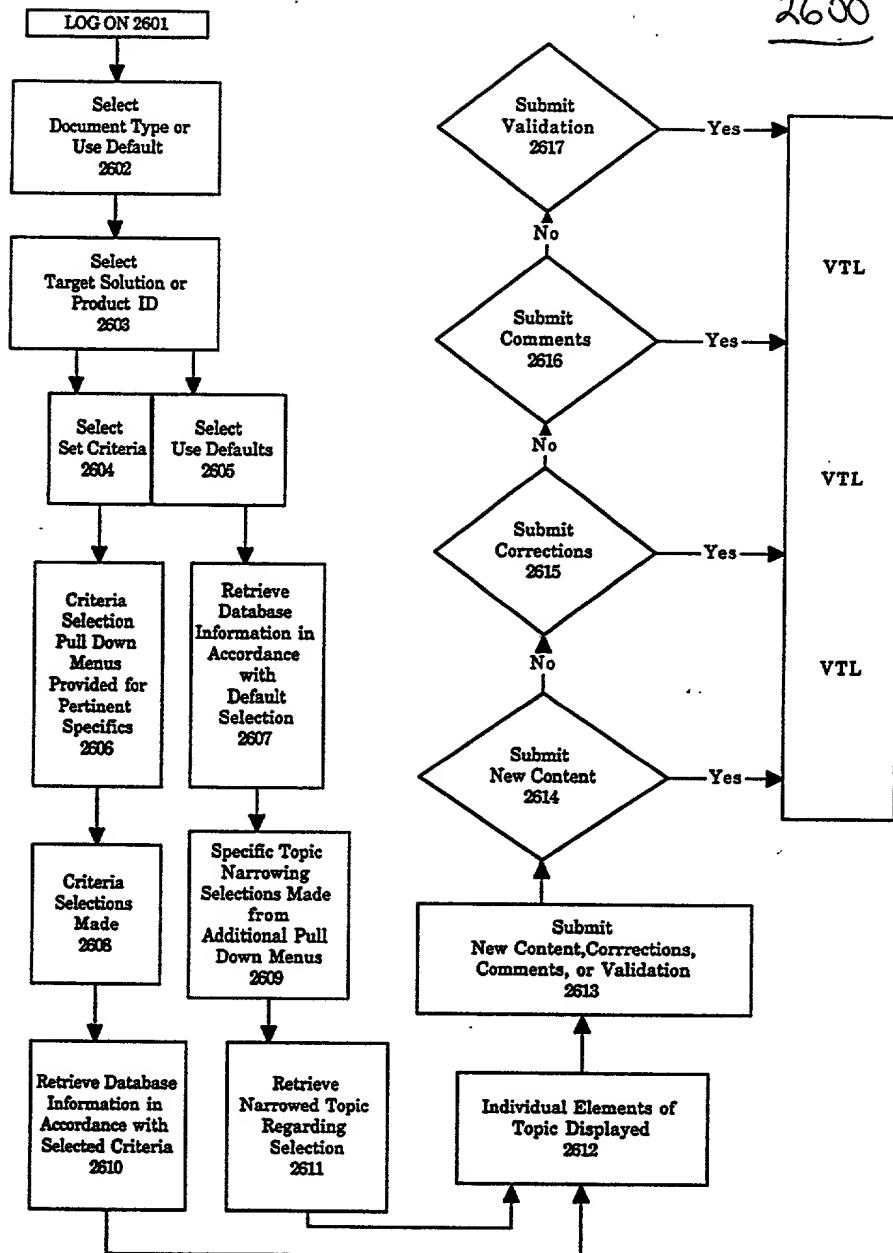 2600
LOG ON 2601
Select
Document Type or
Use Default
2602
Select
Target Solution or
Product ID
2603
Select
Set Criteria
2604
Select
Use Defaults
2605
Criteria
Selection
Pull Down
Menus
Provided for
Pertinent
Specifics
2606
Retrieve
Database
Information in
Accordance
with
Default
Selection
2607
Criteria
Selections
Made
2608
Specific Topic
Narrowing
Selections Made
from
Additional Pull
Down Menus
2609
Retrieve Database
Information in
Accordance with
Selected Criteria
2610
Retrieve
Narrowed Topic
Regarding
Selection
2611
Individual Elements of
Topic Displayed
2612
Submit
New Content,Corrrections,
Comments, or Validation
2613
Submit
New Content
2614
Yes
No
Submit
Corrections
2615
Yes
No
Submit
Comments
2616
Yes
No
Submit
Validation
2617
Yes
VTL
VTL
VTL